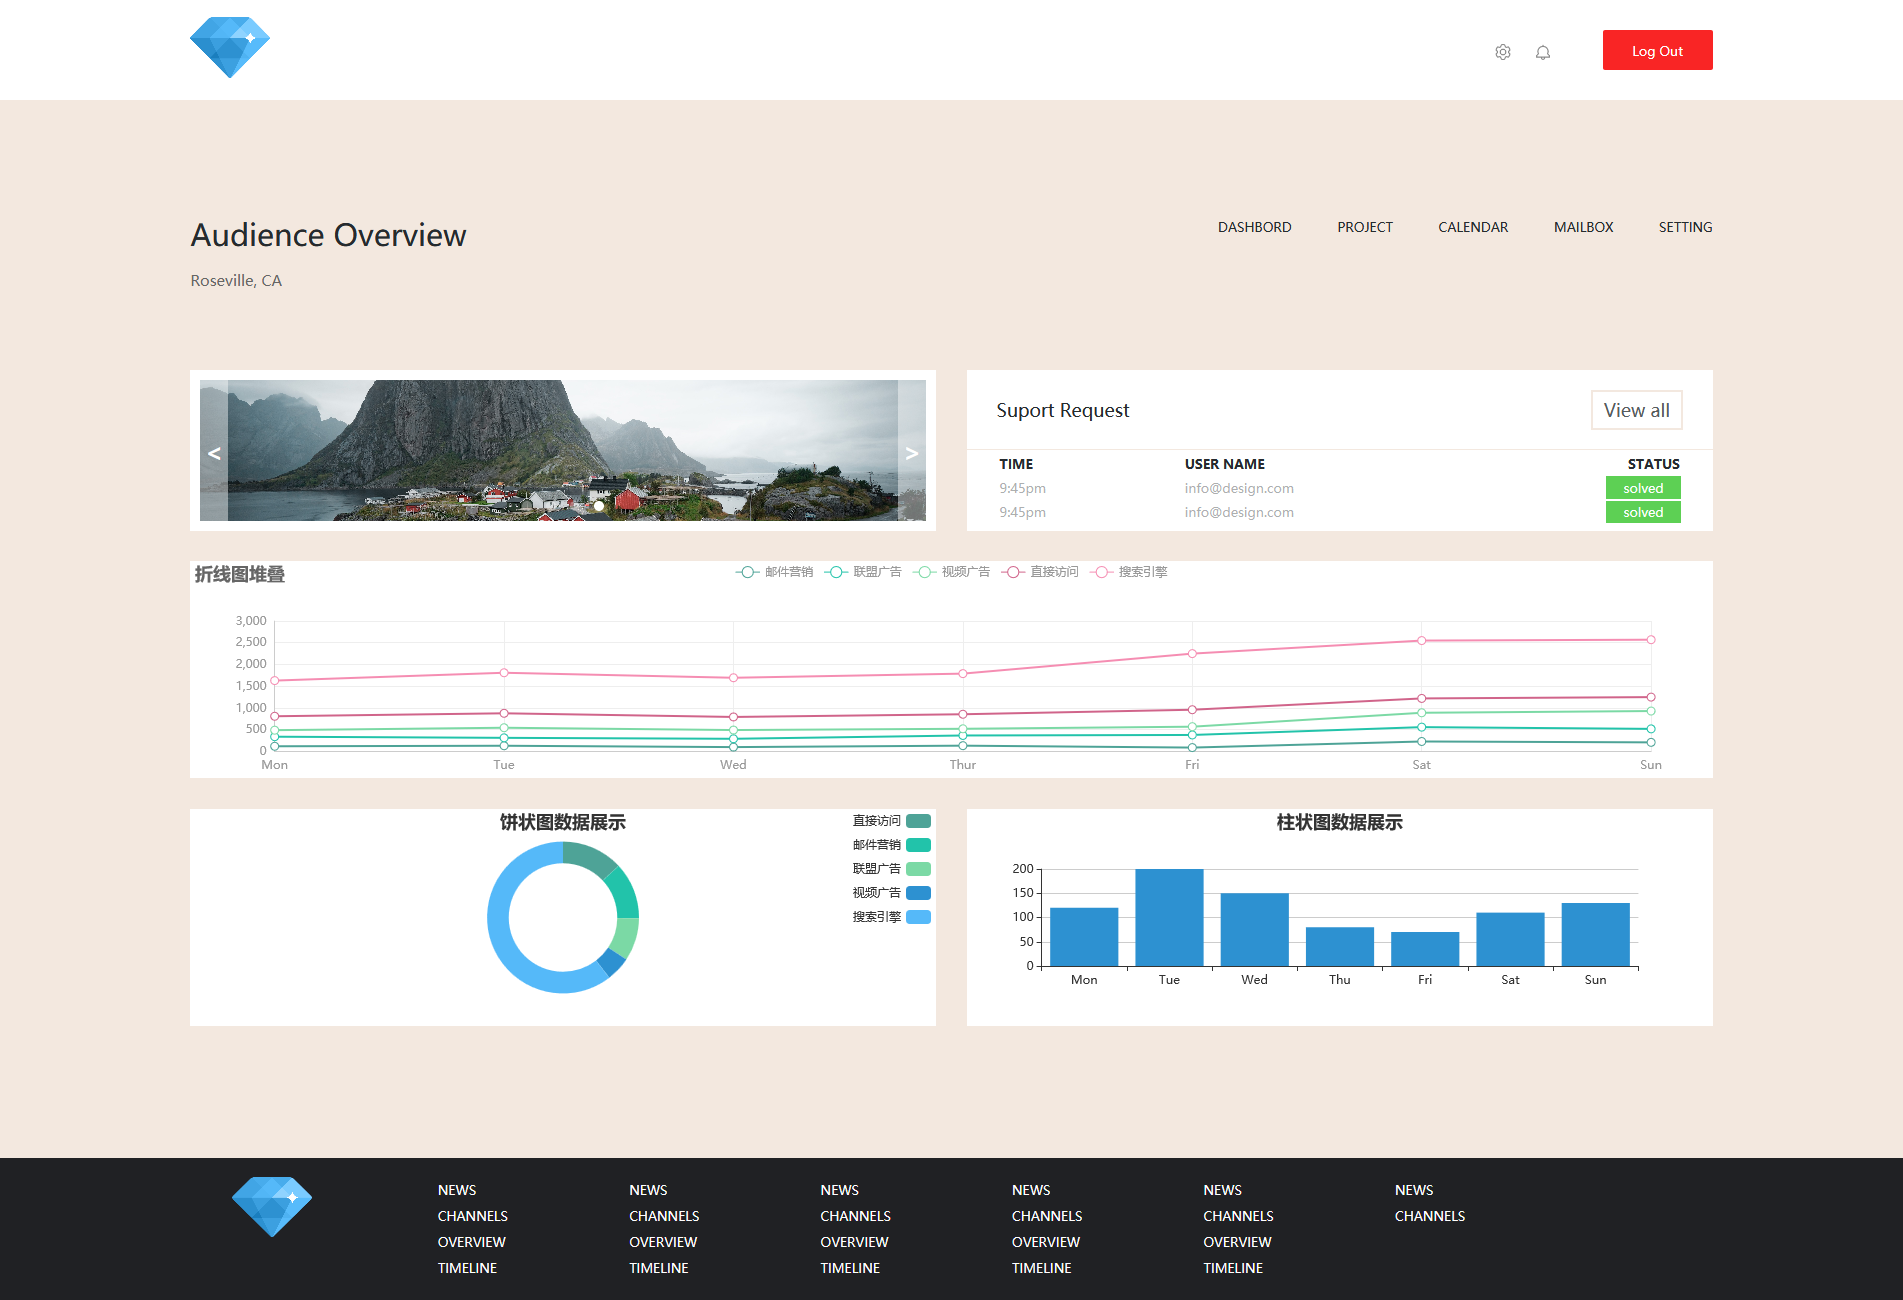 Log Out
Audience Overview
DASHBORD PROJECT CALENDAR MAILBOX SETTING
Roseville, CA
< >
Suport Request View all
TIME USER NAME STATUS
9:45pm info@design.com solved
9:45pm info@design.com solved
折线图堆叠
邮件营销 联盟广告 视频广告 直接访问 搜索引擎
3,000
2,500
2,000
1,500
1,000
500
0
Mon Tue Wed Thur Fri Sat Sun
饼状图数据展示
直接访问
邮件营销
联盟广告
视频广告
搜索引擎
柱状图数据展示
200
150
100
50
0
Mon Tue Wed Thu Fri Sat Sun
NEWS NEWS NEWS NEWS NEWS NEWS
CHANNELS CHANNELS CHANNELS CHANNELS CHANNELS CHANNELS
OVERVIEW OVERVIEW OVERVIEW OVERVIEW OVERVIEW
TIMELINE TIMELINE TIMELINE TIMELINE TIMELINE